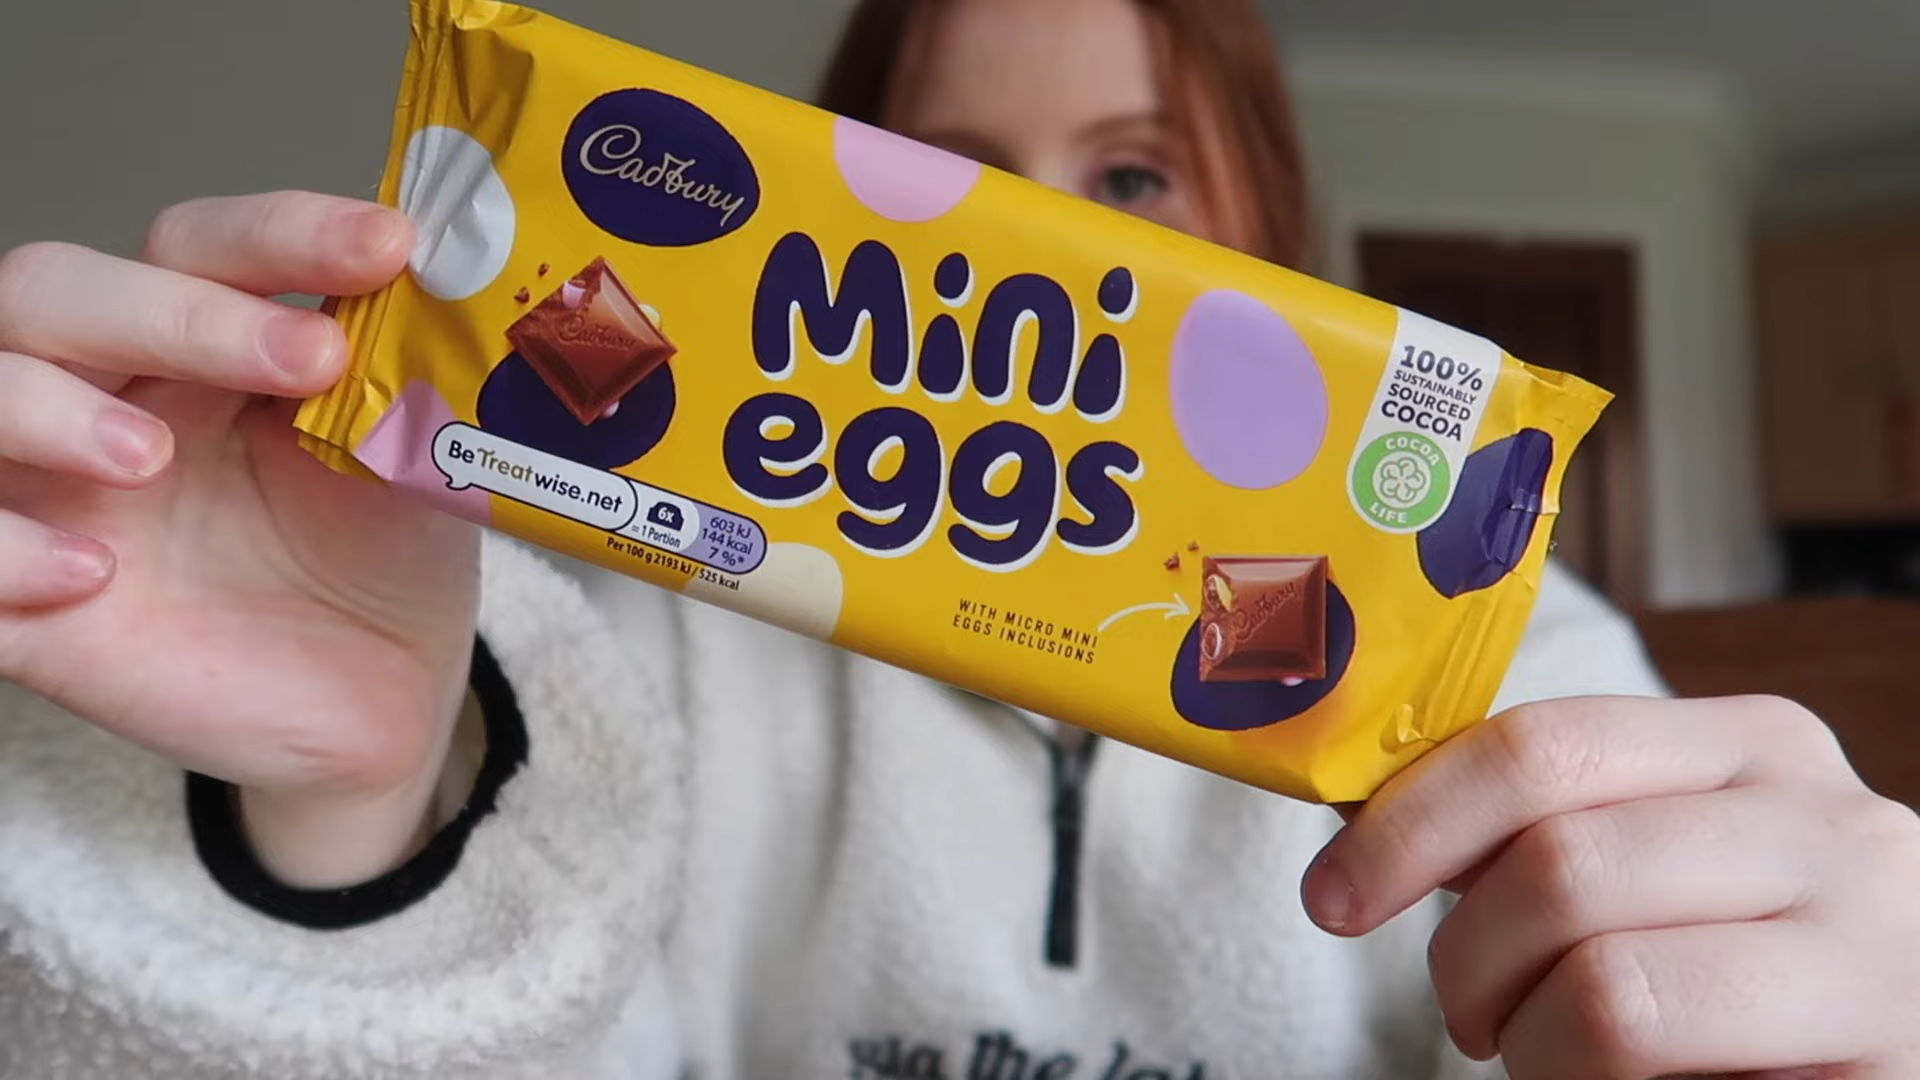 Cadbury
Mini
eggs
100%
SUSTAINABLY
SOURCED
COCOA
COCOA
LIFE
Cadbury
BeTreatwise.net
6x
= 1 Portion
603 kJ
144 kcal
7 %*
Per 100 g 2193 kJ / 525 kcal
WITH MICRO MINI
EGGS INCLUSIONS
Cadbury
the